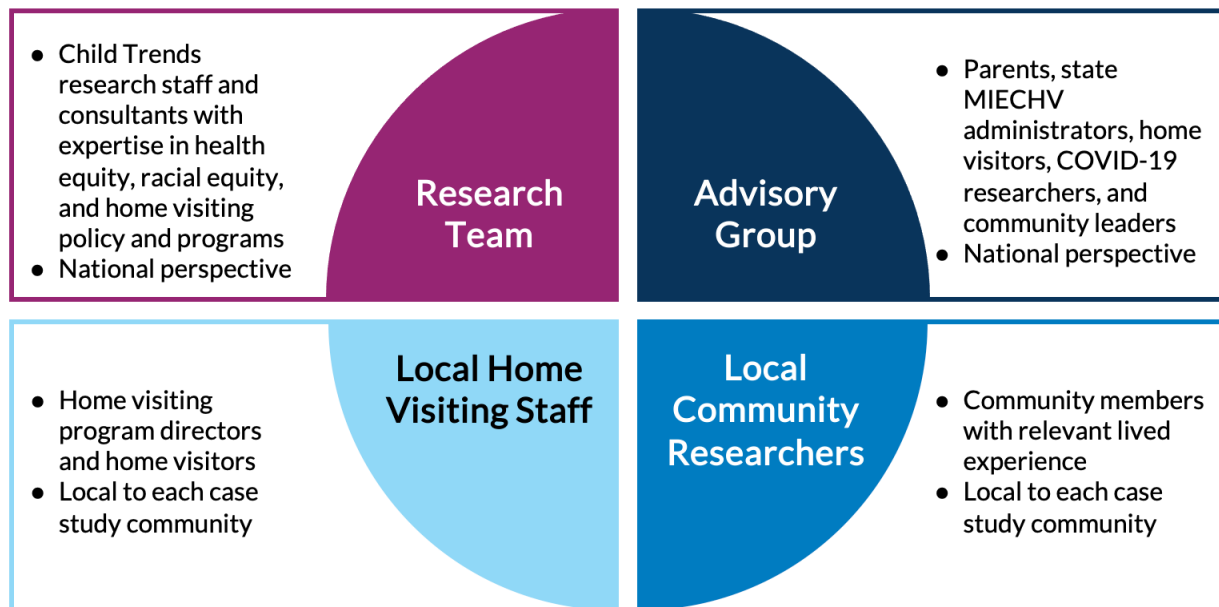 ● Child Trends
research staff and
consultants with
expertise in health
equity, racial equity,
and home visiting
policy and programs
● National perspective
Research
Team
Advisory
Group
● Parents, state
MIECHV
administrators, home
visitors, COVID-19
researchers, and
community leaders
● National perspective
● Home visiting
program directors
and home visitors
● Local to each case
study community
Local Home
Visiting Staff
Local
Community
Researchers
● Community members
with relevant lived
experience
● Local to each case
study community